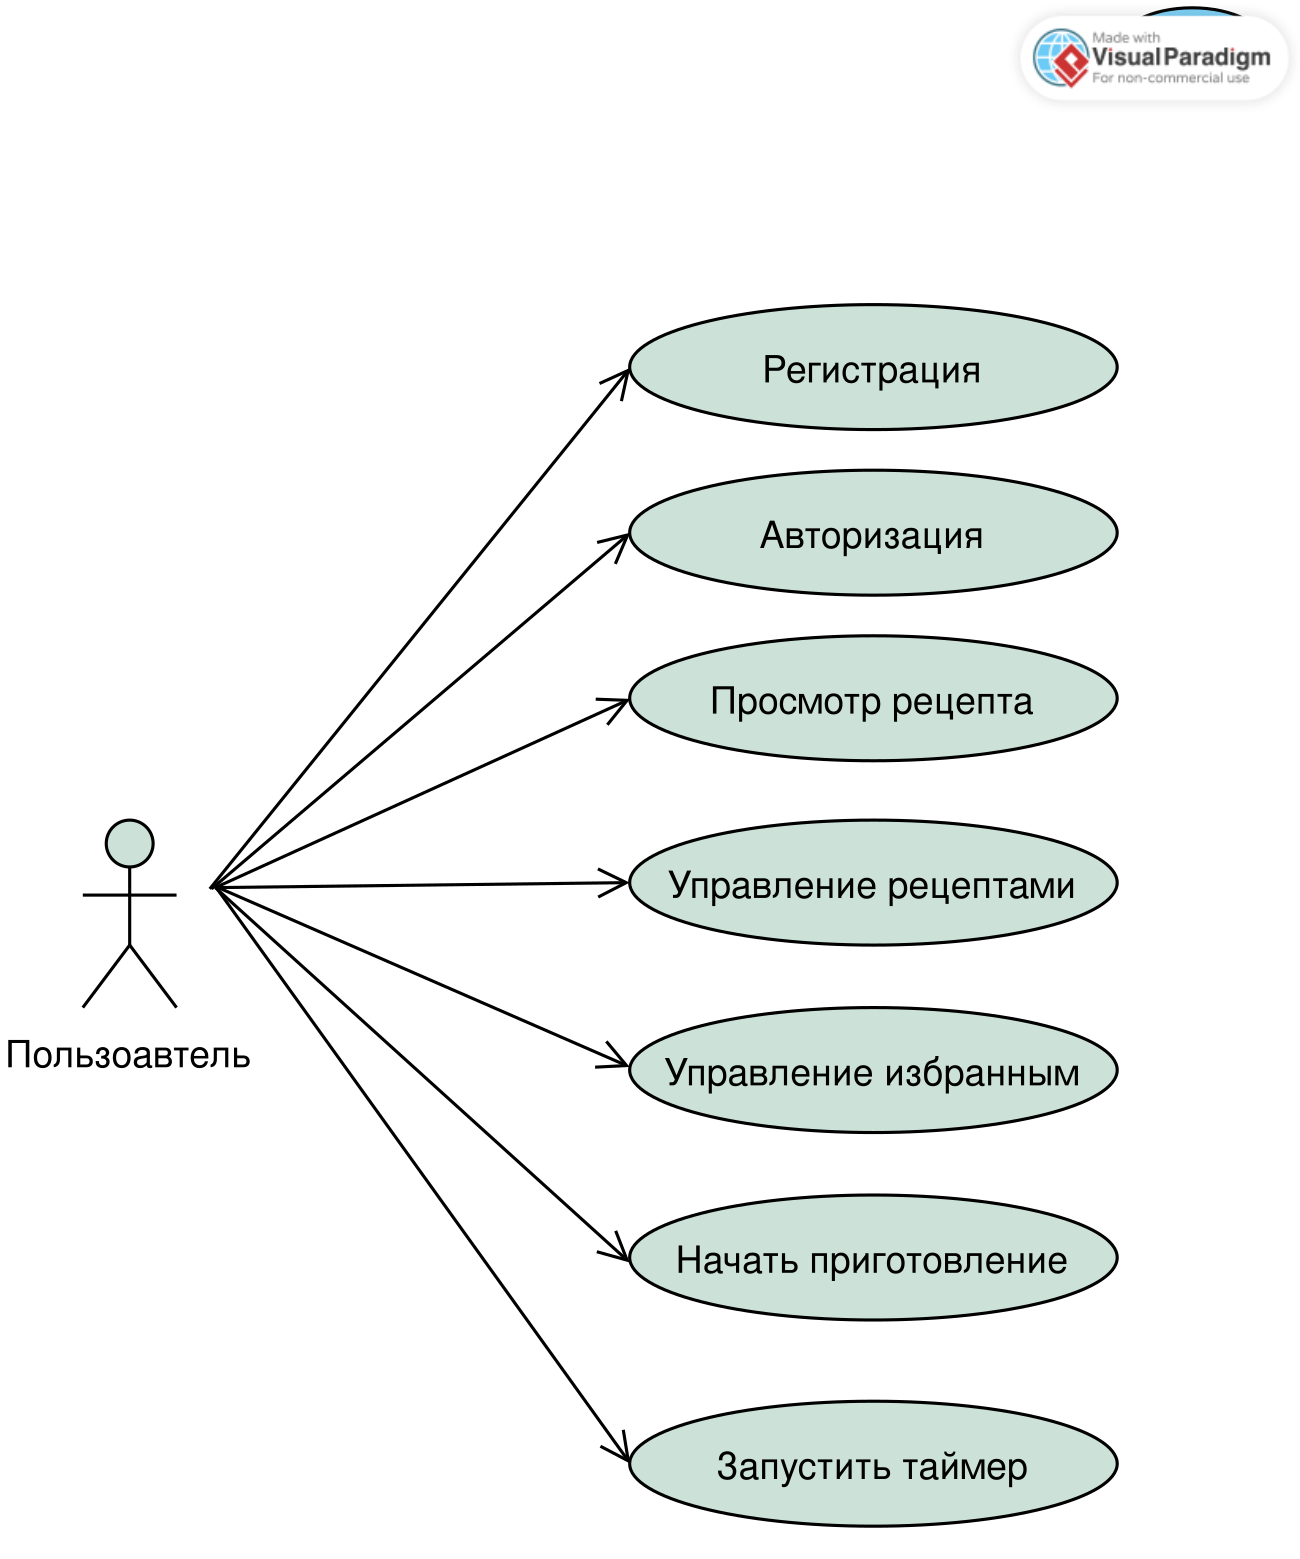 Made with
Visual Paradigm
For non-commercial use
Регистрация
Авторизация
Просмотр рецепта
Управление рецептами
Пользоавтель
Управление избранным
Начать приготовление
Запустить таймер